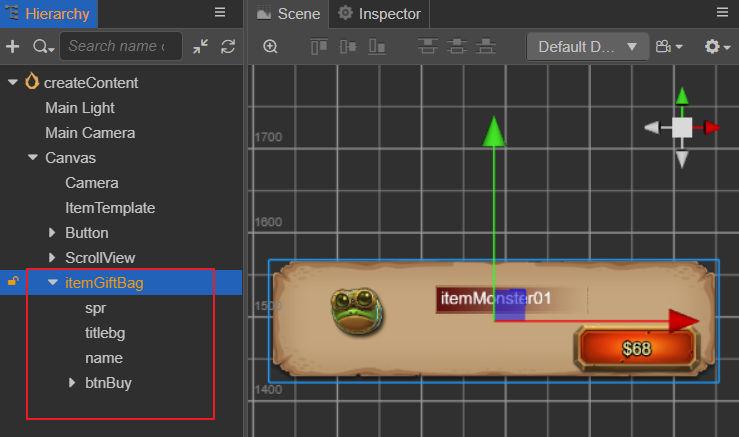 Hierarchy
Scene
Inspector
Search name o
Default D...
createContent
Main Light
Main Camera
Canvas
Camera
ItemTemplate
Button
ScrollView
itemGiftBag
spr
titlebg
name
btnBuy
1700
1600
1500
1400
itemMonster01
$68